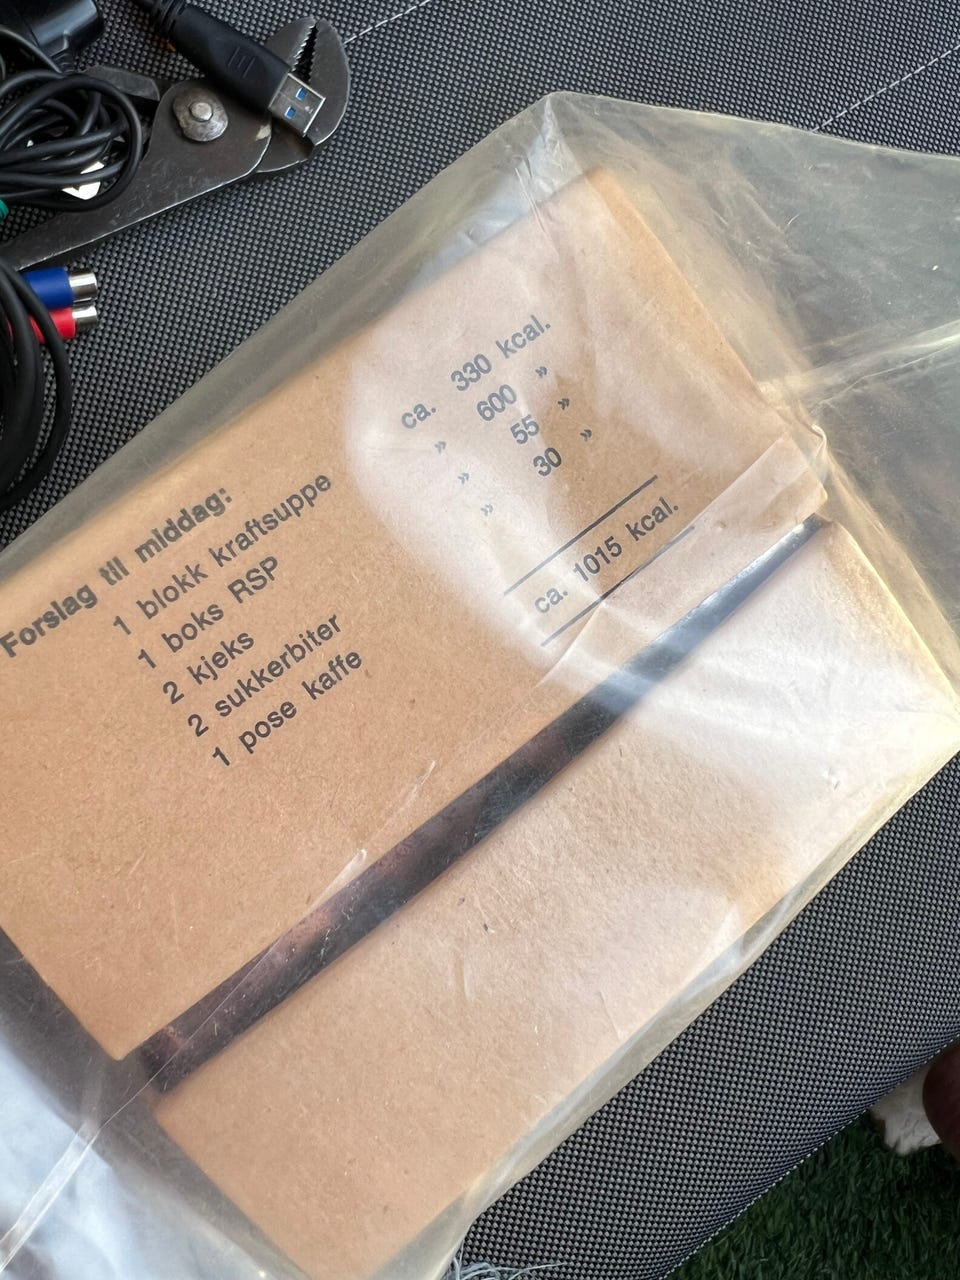 Forslag til middag:
1 blokk kraftsuppe ca. 330 kcal.
1 boks RSP » 600 »
2 kjeks » 55 »
2 sukkerbiter » 30 »
1 pose kaffe
ca. 1015 kcal.